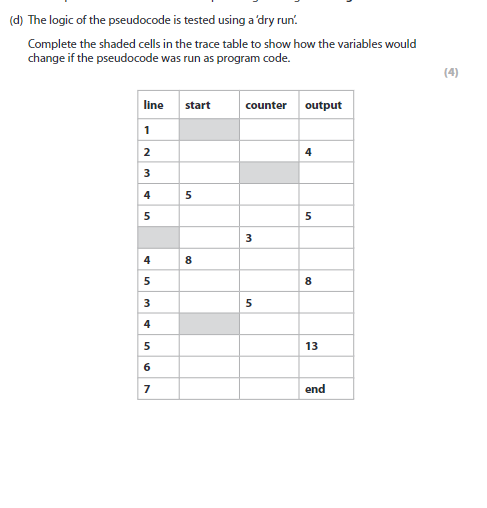 (d) The logic of the pseudocode is tested using a ‘dry run’.
Complete the shaded cells in the trace table to show how the variables would
change if the pseudocode was run as program code.
(4)
line start counter output
1
2 4
3
4 5
5 5
3
4 8
5 8
3 5
4
5 13
6
7 end